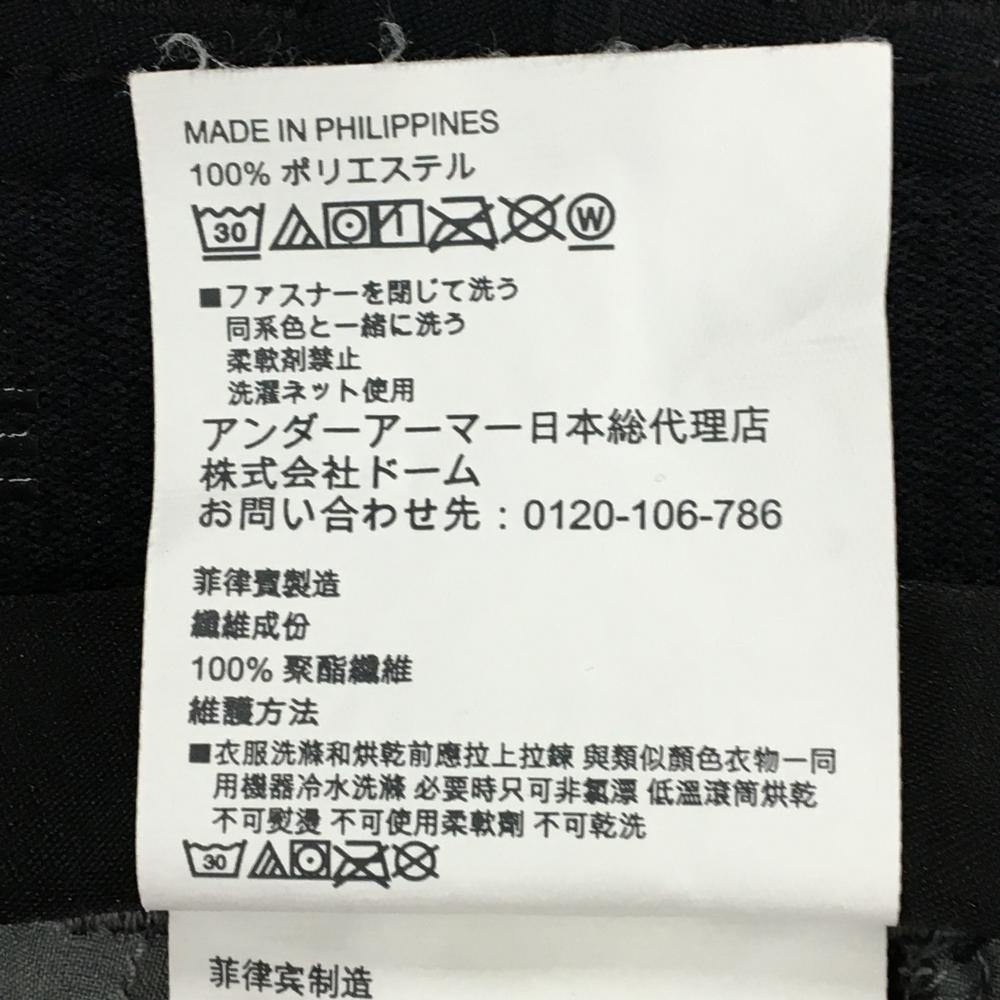 MADE IN PHILIPPINES
100% ポリエステル
30 W
■ファスナーを閉じて洗う
同系色と一緒に洗う
柔軟剤禁止
洗濯ネット使用
アンダーアーマー日本総代理店
株式会社ドーム
お問い合わせ先：0120-106-786
菲律賓製造
纖維成份
100% 聚酯纖維
維護方法
■衣服洗滌和烘乾前應拉上拉鍊 與類似顏色衣物一同
用機器冷水洗滌 必要時只可非氯漂 低溫滾筒烘乾
不可熨燙 不可使用柔軟劑 不可乾洗
30
菲律宾制造